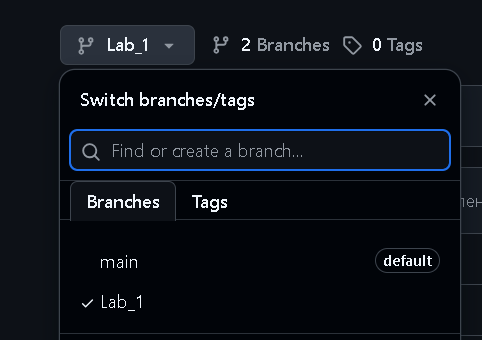 Lab_1 2 Branches 0 Tags
Switch branches/tags
Find or create a branch...
Branches Tags
main default
Lab_1